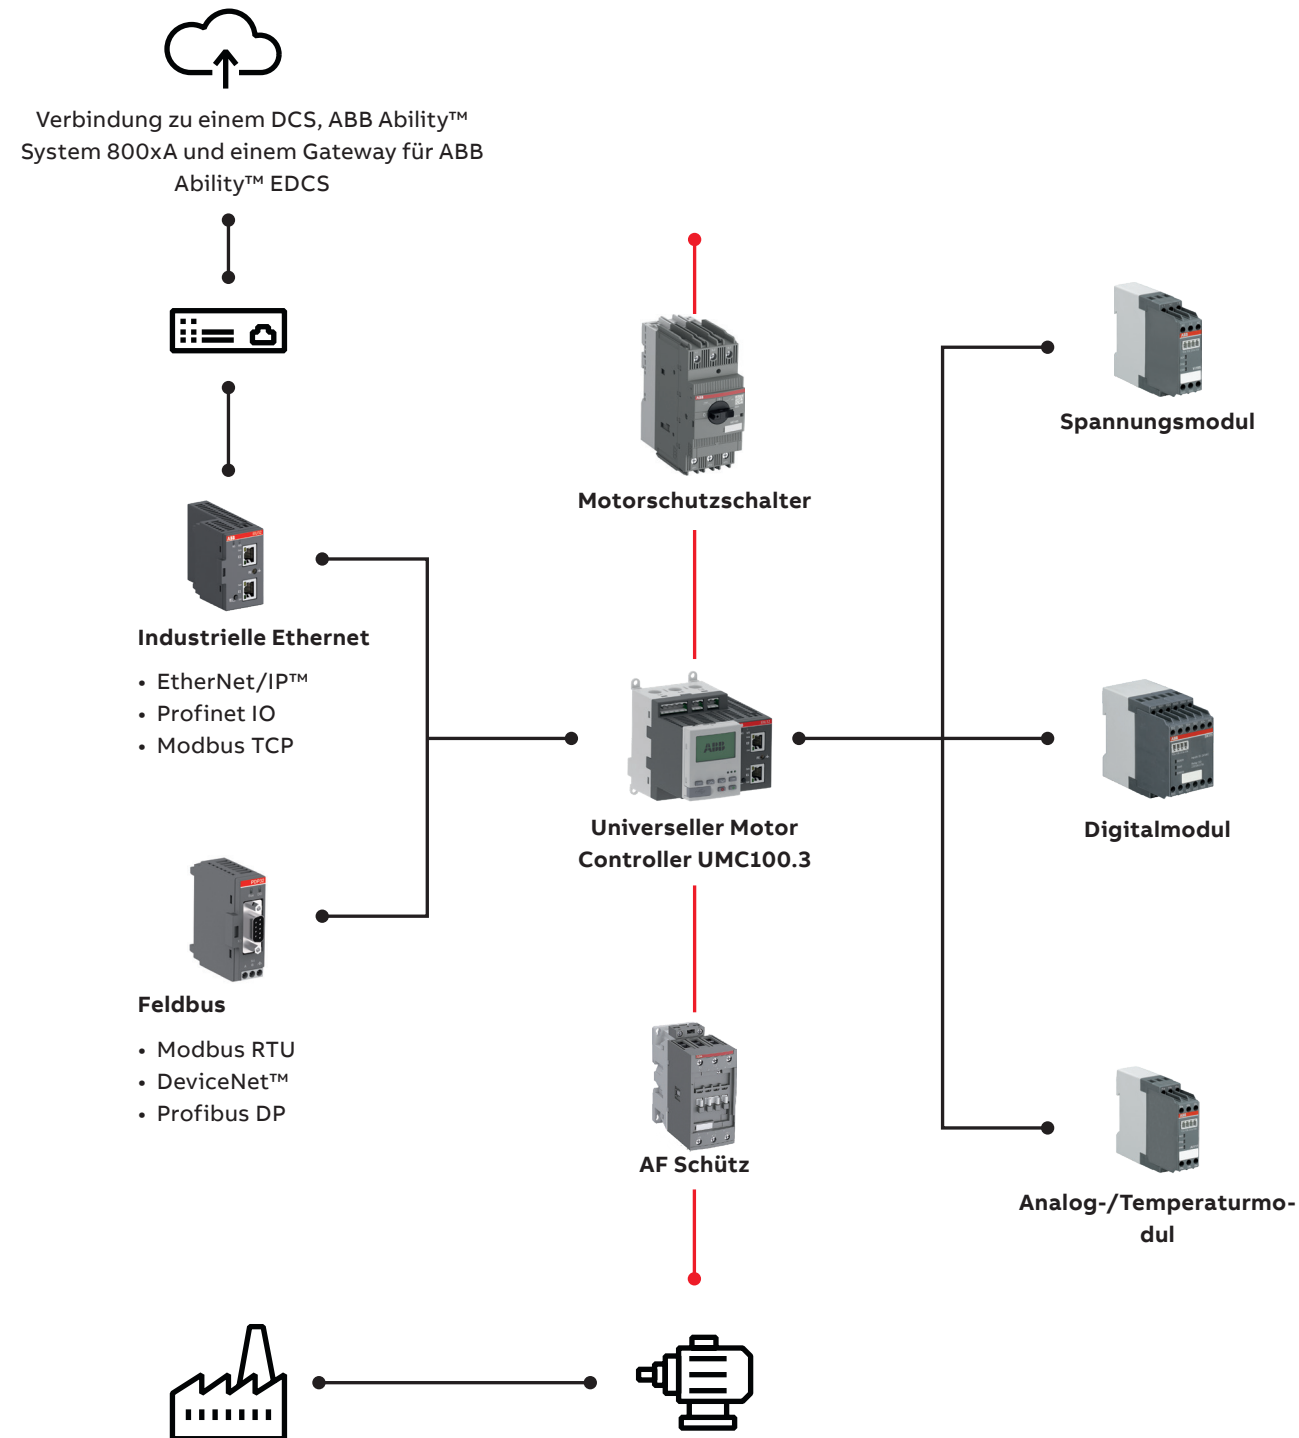 Verbindung zu einem DCS, ABB Ability™
System 800xA und einem Gateway für ABB
Ability™ EDCS
Industrielle Ethernet
• EtherNet/IP™
• Profinet IO
• Modbus TCP
Feldbus
• Modbus RTU
• DeviceNet™
• Profibus DP
Motorschutzschalter
ABB
Universeller Motor
Controller UMC100.3
AF Schütz
Spannungsmodul
Digitalmodul
Analog-/Temperaturmo-
dul